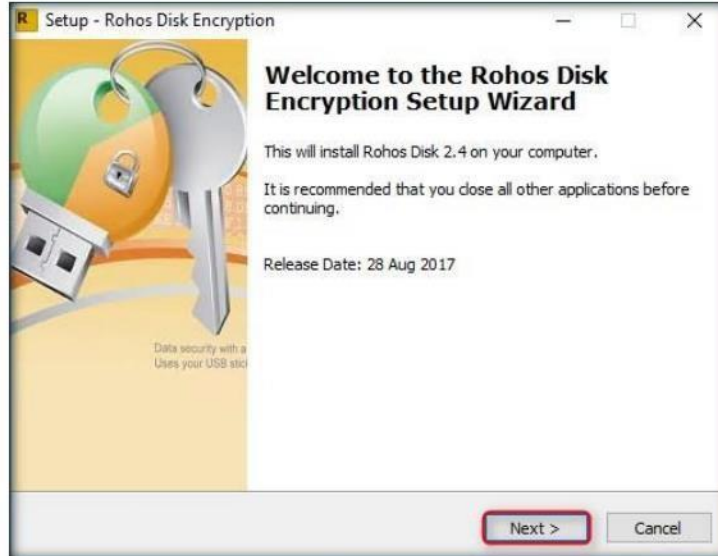 R Setup - Rohos Disk Encryption
Welcome to the Rohos Disk
Encryption Setup Wizard
This will install Rohos Disk 2.4 on your computer.
It is recommended that you close all other applications before
continuing.
Release Date: 28 Aug 2017
Data security with a
Uses your USB stic
Next >
Cancel